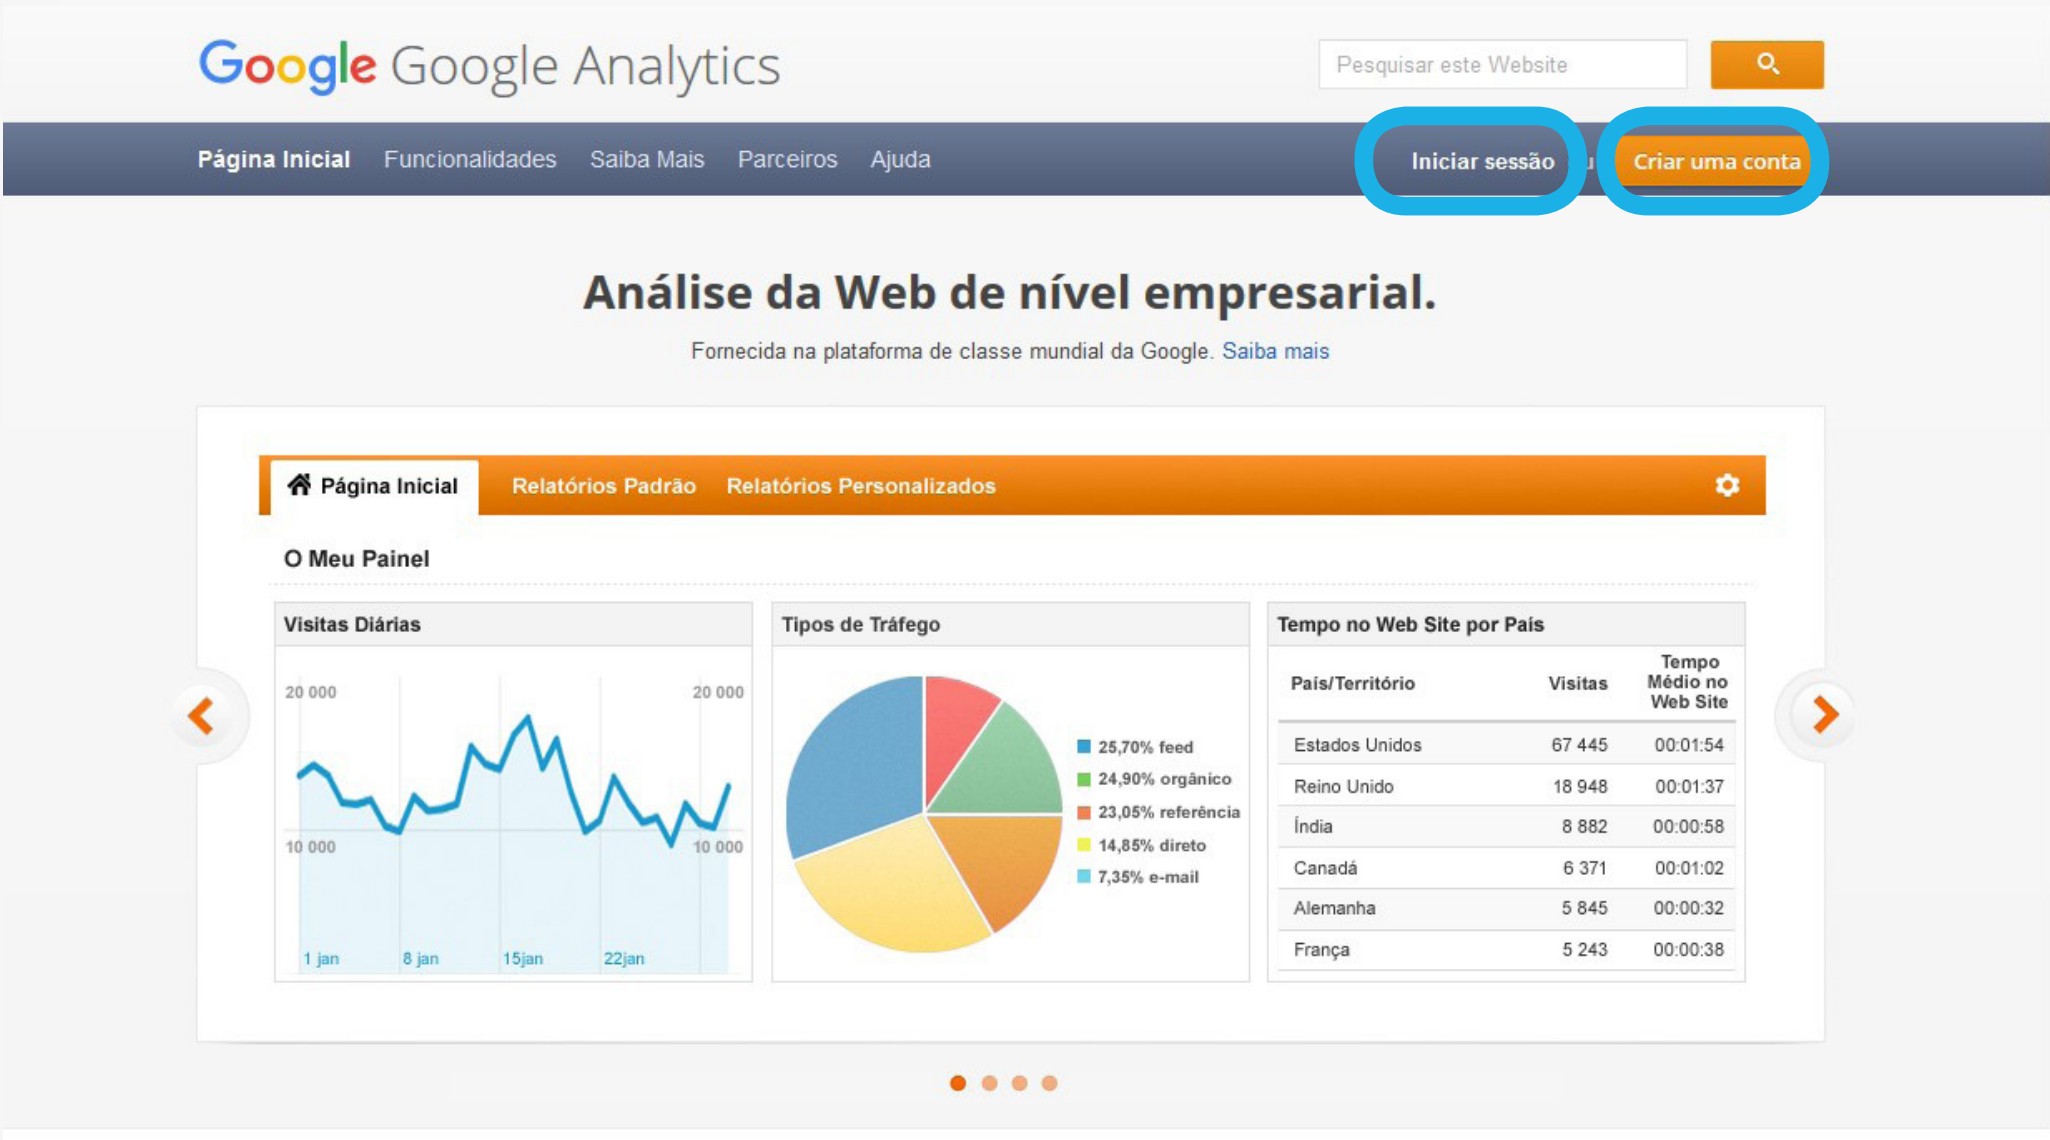 Google Google Analytics
Pesquisar este Website
Página Inicial Funcionalidades Saiba Mais Parceiros Ajuda Iniciar sessão u Criar uma conta
Análise da Web de nível empresarial.
Fornecida na plataforma de classe mundial da Google. Saiba mais
Página Inicial Relatórios Padrão Relatórios Personalizados
O Meu Painel
Visitas Diárias
20 000 20 000
10 000 10 000
1 jan 8 jan 15jan 22jan
Tipos de Tráfego
25,70% feed
24,90% orgânico
23,05% referência
14,85% direto
7,35% e-mail
Tempo no Web Site por País
País/Território Visitas Tempo Médio no Web Site
Estados Unidos 67 445 00:01:54
Reino Unido 18 948 00:01:37
Índia 8 882 00:00:58
Canadá 6 371 00:01:02
Alemanha 5 845 00:00:32
França 5 243 00:00:38